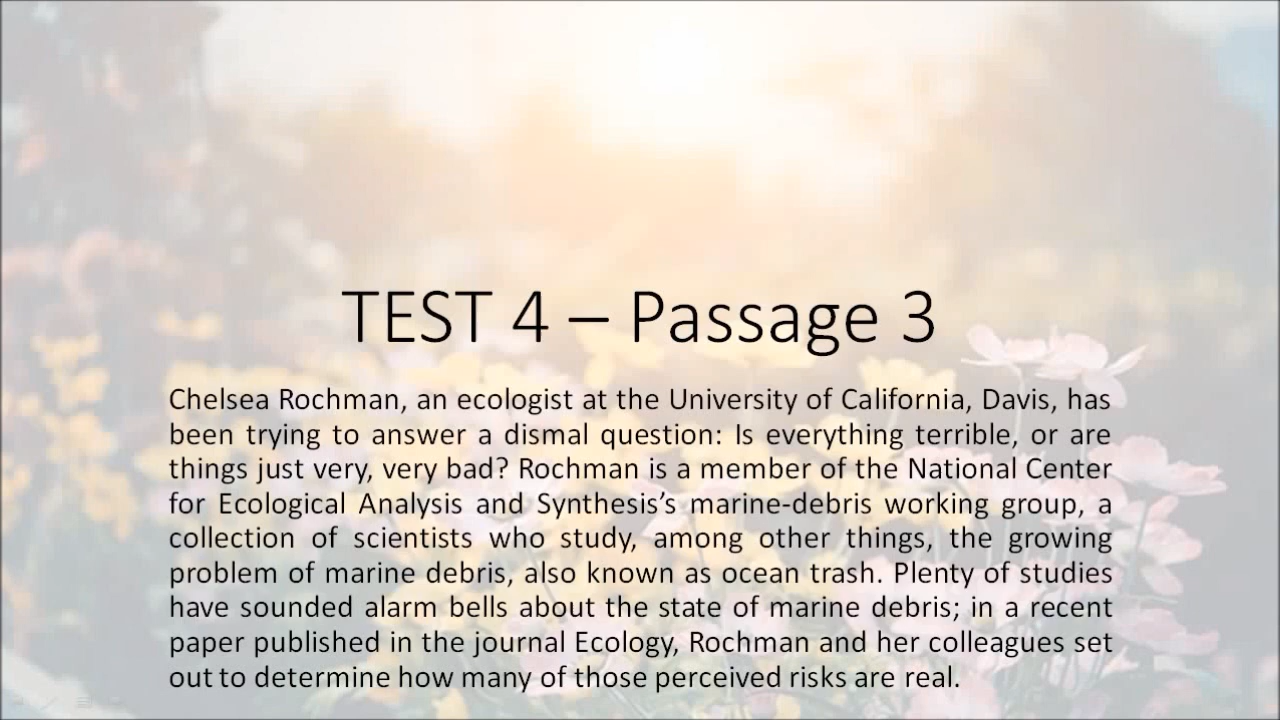 TEST 4 – Passage 3
Chelsea Rochman, an ecologist at the University of California, Davis, has
been trying to answer a dismal question: Is everything terrible, or are
things just very, very bad? Rochman is a member of the National Center
for Ecological Analysis and Synthesis’s marine-debris working group, a
collection of scientists who study, among other things, the growing
problem of marine debris, also known as ocean trash. Plenty of studies
have sounded alarm bells about the state of marine debris; in a recent
paper published in the journal Ecology, Rochman and her colleagues set
out to determine how many of those perceived risks are real.